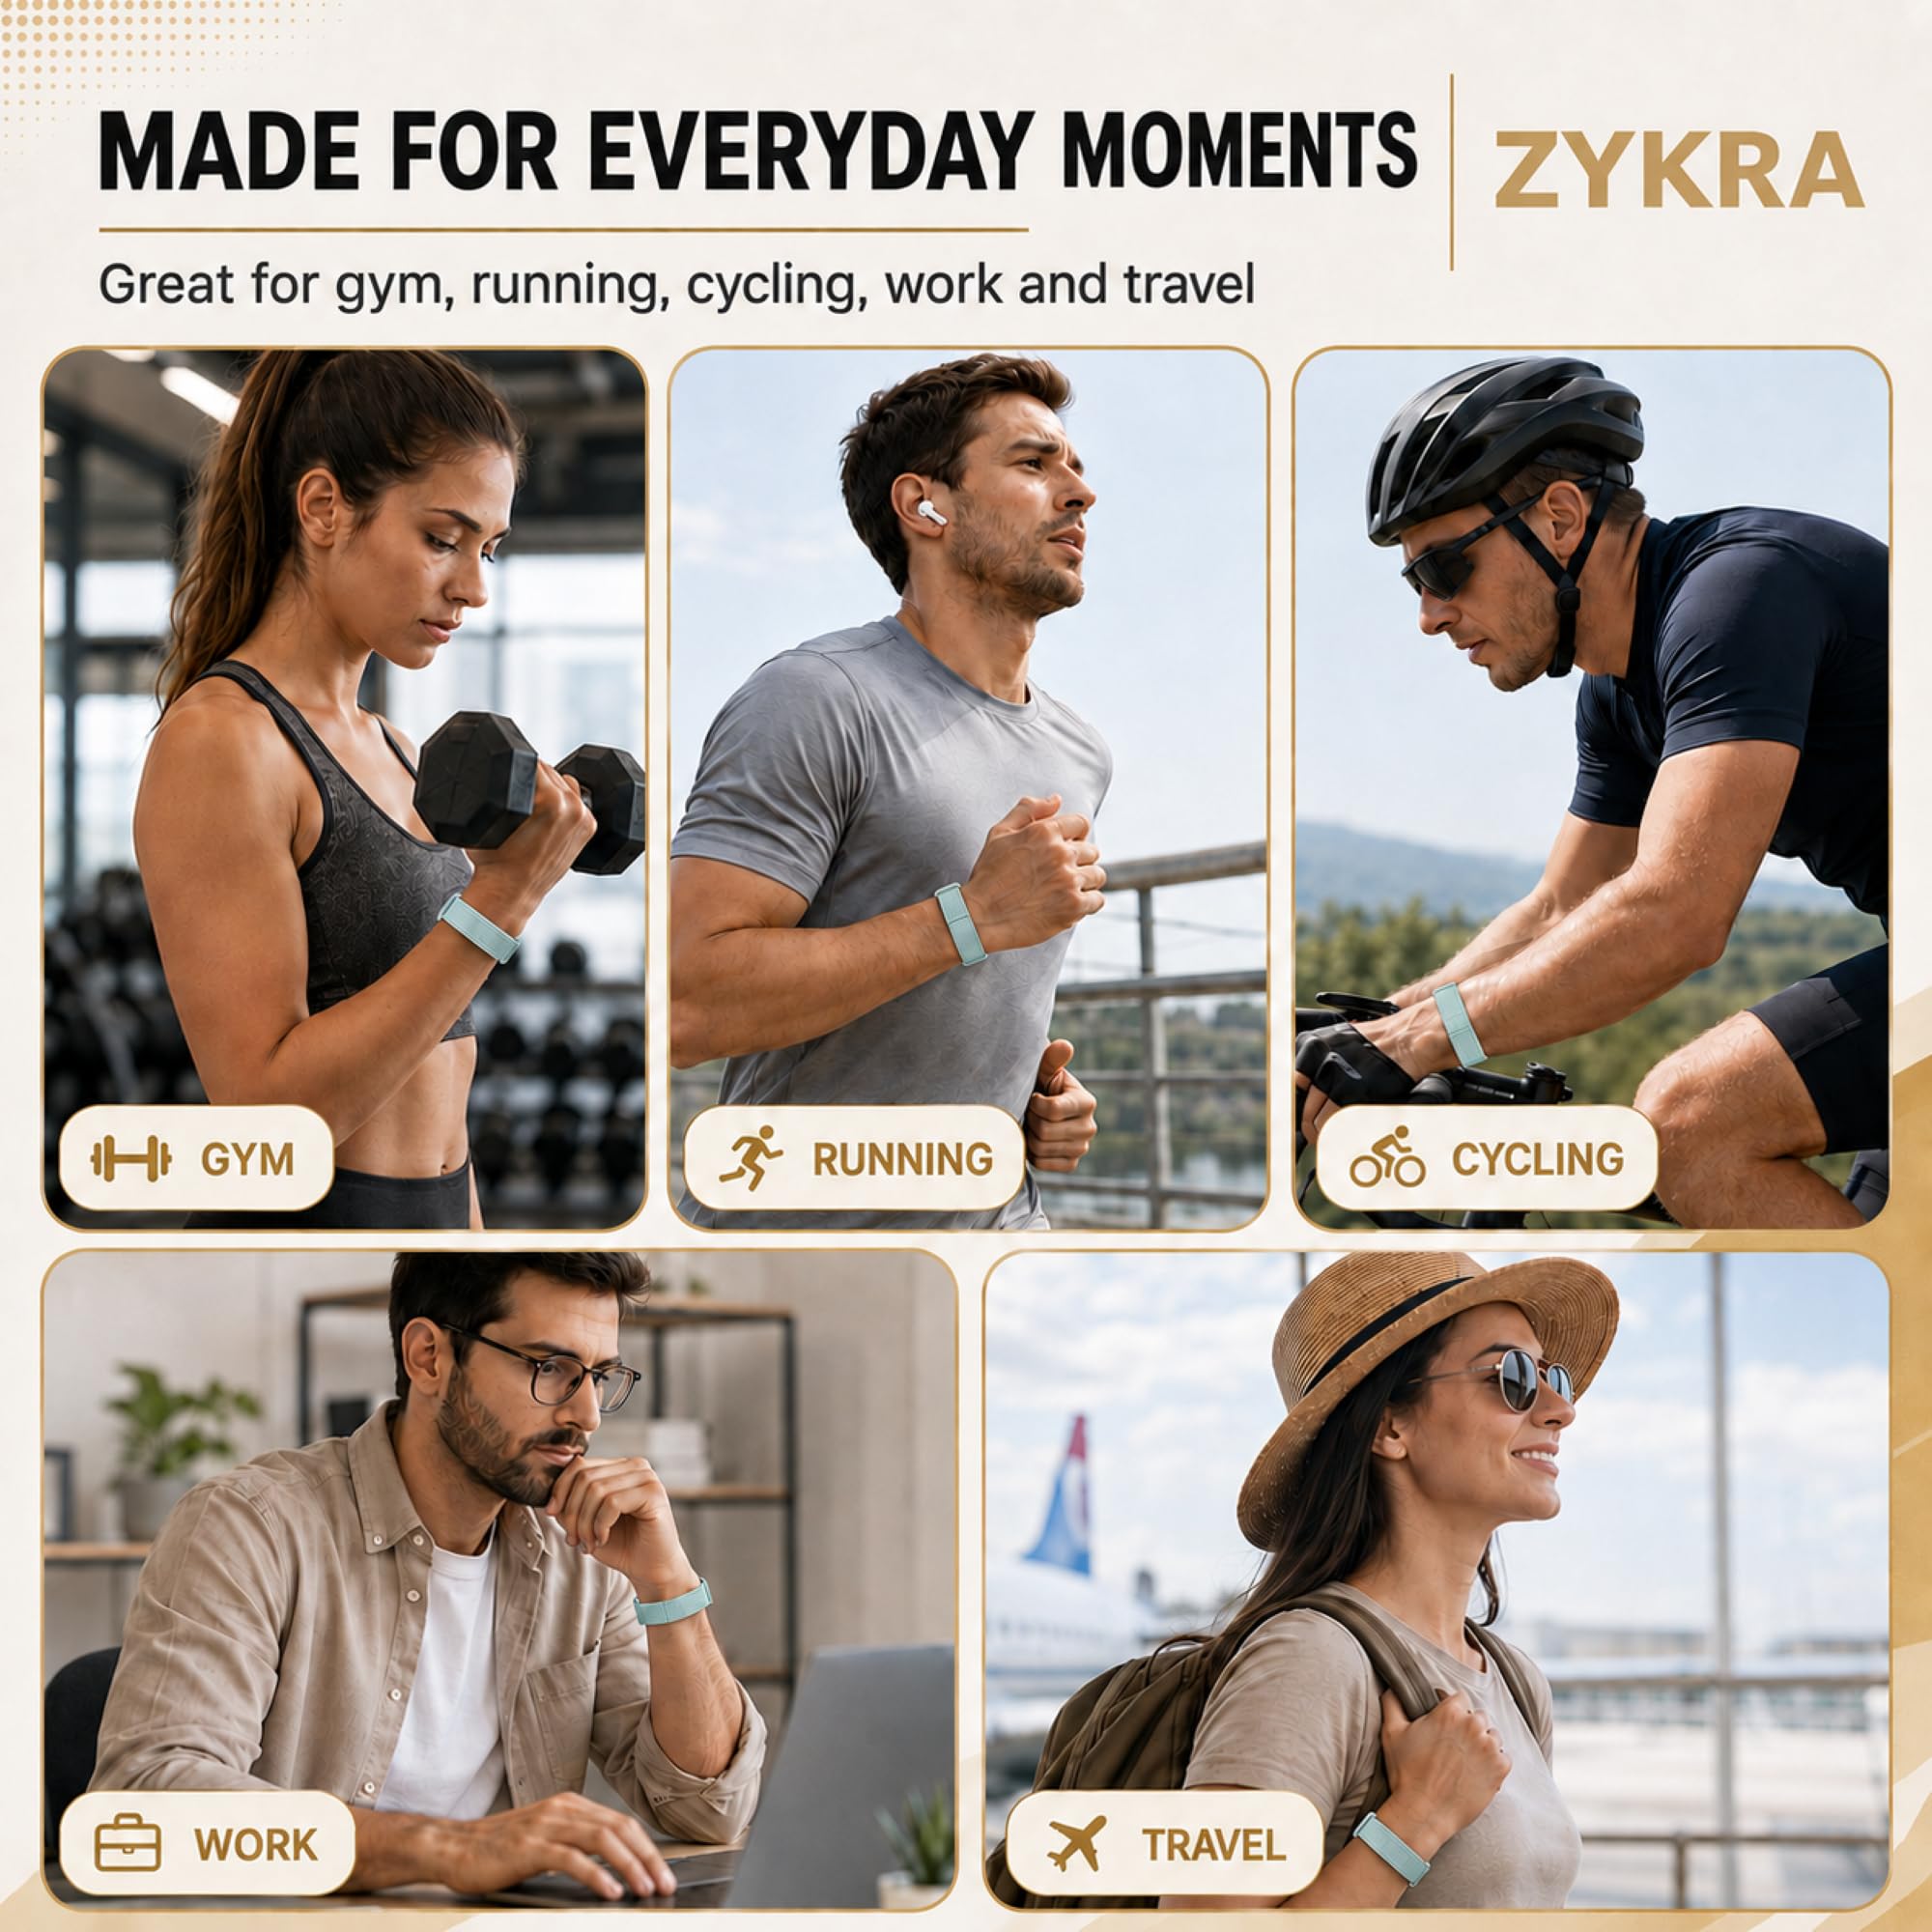 MADE FOR EVERYDAY MOMENTS
ZYKRA
Great for gym, running, cycling, work and travel
GYM
RUNNING
CYCLING
WORK
TRAVEL